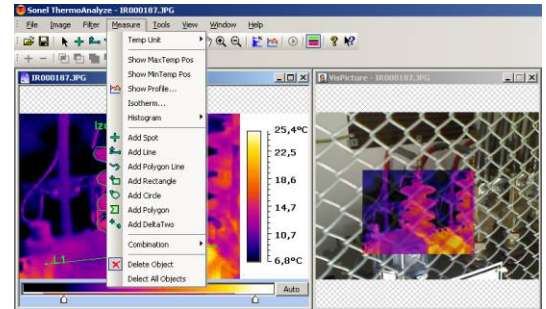 Sonel ThermoAnalyze - IR000187.JPG
File Image Filter Measure Tools View Window Help
Temp Unit
Show MaxTemp Pos
Show MinTemp Pos
Show Profile...
Isotherm...
Histogram
Add Spot
Add Line
Add Polygon Line
Add Rectangle
Add Circle
Add Polygon
Add DeltaTwo
Combination
Delete Object
Delect All Objects
IR000187.JPG
Izo
L1
25,4°C
22,5
18,6
14,7
10,7
6,8°C
Auto
VisPicture - IR000187.JPG